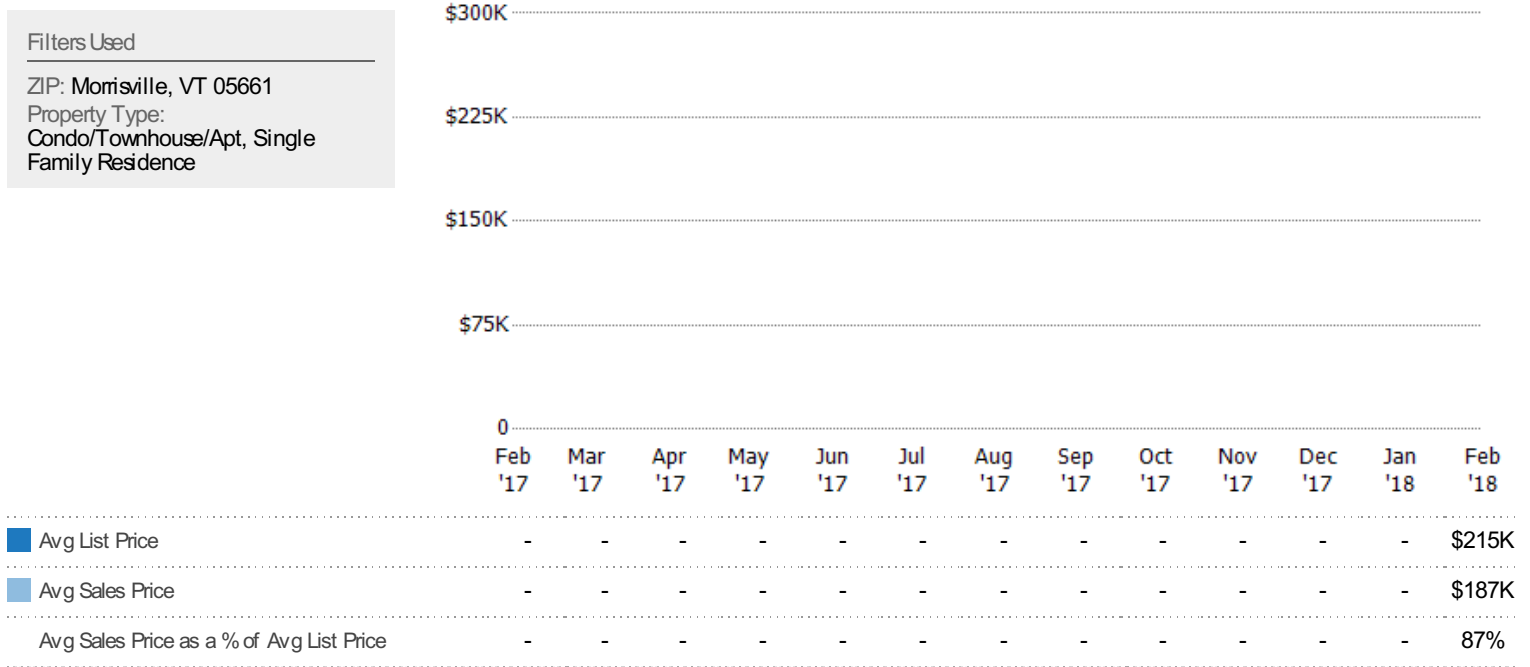 Filters Used
ZIP: Morrisville, VT 05661
Property Type:
Condo/Townhouse/Apt, Single
Family Residence
$300K
$225K
$150K
$75K
0
Feb Mar Apr May Jun Jul Aug Sep Oct Nov Dec Jan Feb
'17 '17 '17 '17 '17 '17 '17 '17 '17 '17 '17 '18 '18
Avg List Price - - - - - - - - - - - - $215K
Avg Sales Price - - - - - - - - - - - - $187K
Avg Sales Price as a % of Avg List Price - - - - - - - - - - - - 87%